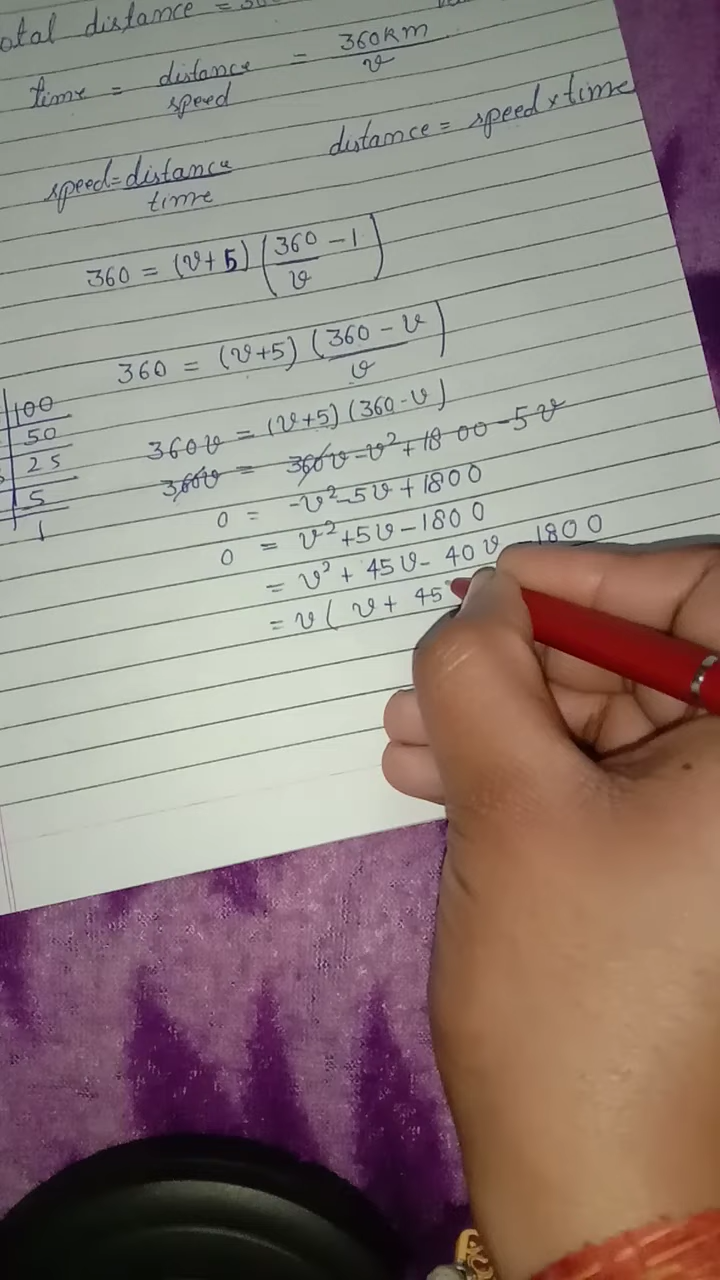 otal distance = 36
time = distance/speed = 360km/v
distance = speed × time
speed = distance/time
360 = (v+5) (360/v - 1)
360 = (v+5) (360 - v/v)
100
50
25
5
1
360v = (v+5) (360-v)
360v = 360v - v² + 1800 - 5v
0 = -v² - 5v + 1800
0 = v² + 5v - 1800
= v² + 45v - 40v - 1800
= v ( v + 45